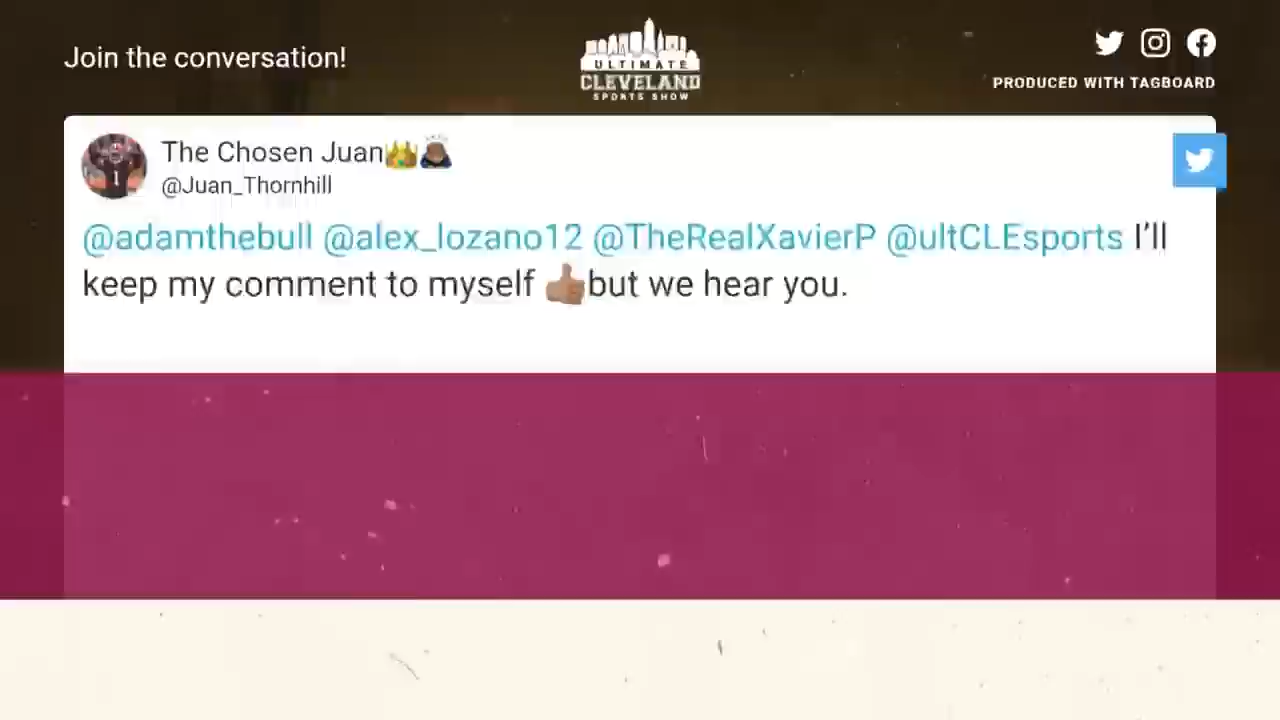 Join the conversation!
ULTIMATE
CLEVELAND
SPORTS SHOW
PRODUCED WITH TAGBOARD
The Chosen Juan👑🙇🏾
@Juan_Thornhill
@adamthebull @alex_lozano12 @TheRealXavierP @ultCLEsports I’ll
keep my comment to myself 👍🏽but we hear you.